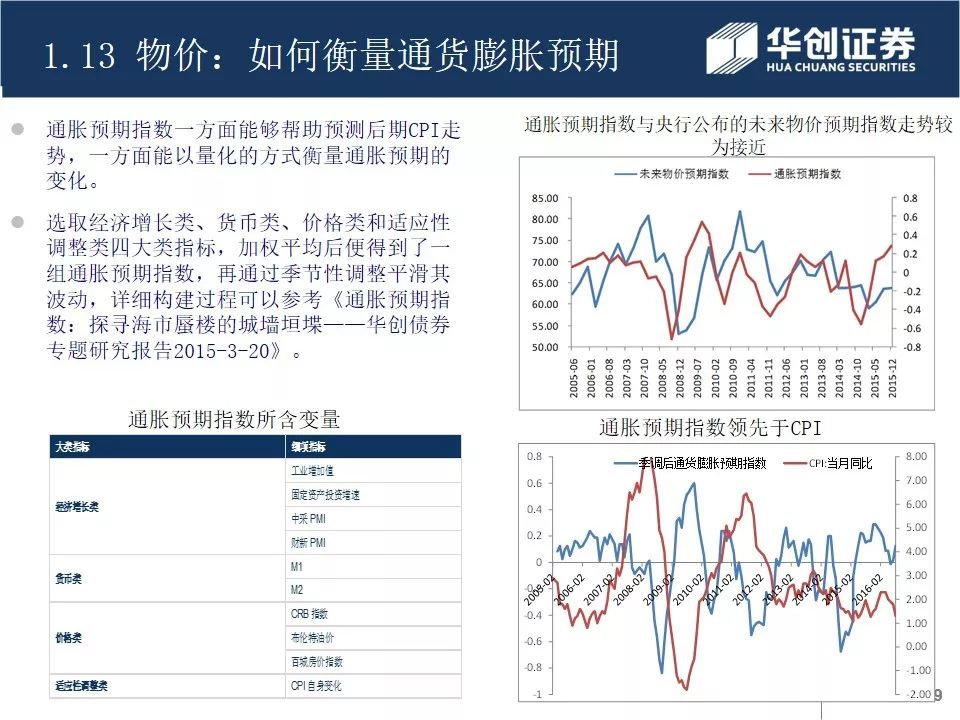 1.13 物价：如何衡量通货膨胀预期
华创证券
HUA CHUANG SECURITIES
通胀预期指数一方面能够帮助预测后期CPI走
势，一方面能以量化的方式衡量通胀预期的
变化。
选取经济增长类、货币类、价格类和适应性
调整类四大类指标，加权平均后便得到了一
组通胀预期指数，再通过季节性调整平滑其
波动，详细构建过程可以参考《通胀预期指
数：探寻海市蜃楼的城墙垣堞——华创债券
专题研究报告2015-3-20》。
通胀预期指数所含变量
大类指标 细项指标
经济增长类
工业增加值
固定资产投资增速
中采 PMI
财新 PMI
货币类
M1
M2
价格类
CRB 指数
布伦特油价
百城房价指数
适应性调整类 CPI 自身变化
通胀预期指数与央行公布的未来物价预期指数走势较
为接近
未来物价预期指数 通胀预期指数
85.00
80.00
75.00
70.00
65.00
60.00
55.00
50.00
0.8
0.6
0.4
0.2
0
-0.2
-0.4
-0.6
-0.8
2005-06
2006-01
2006-08
2007-03
2007-10
2008-05
2008-12
2009-07
2010-02
2010-09
2011-04
2011-11
2012-06
2013-01
2013-08
2014-03
2014-10
2015-05
2015-12
通胀预期指数领先于CPI
季调后通货膨胀预期指数 CPI:当月同比
0.8
0.6
0.4
0.2
0
-0.2
-0.4
-0.6
-0.8
-1
8.00
7.00
6.00
5.00
4.00
3.00
2.00
1.00
0.00
-1.00
-2.00
2005-02
2006-02
2007-02
2008-02
2009-02
2010-02
2011-02
2012-02
2013-02
2014-02
2015-02
2016-02
9